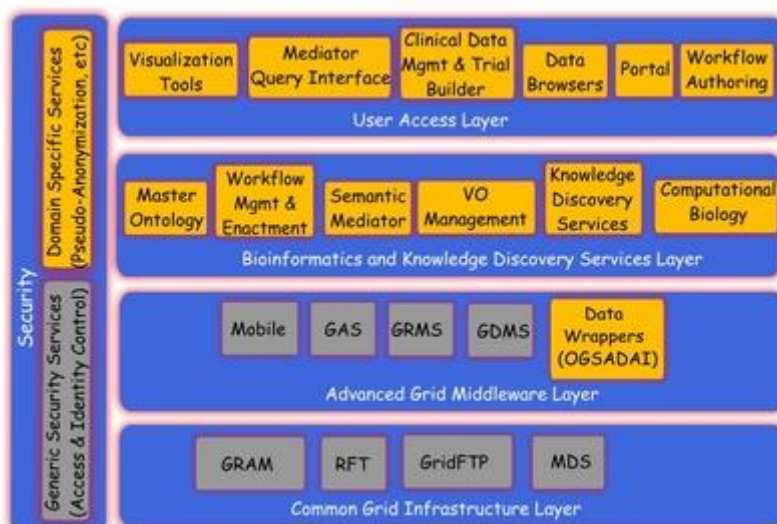 Security
Domain Specific Services
(Pseudo-Anonymization, etc)
Generic Security Services
(Access & Identity Control)
Visualization
Tools
Mediator
Query Interface
Clinical Data
Mgmt & Trial
Builder
Data
Browsers
Portal
Workflow
Authoring
User Access Layer
Master
Ontology
Workflow
Mgmt &
Enactment
Semantic
Mediator
VO
Management
Knowledge
Discovery
Services
Computational
Biology
Bioinformatics and Knowledge Discovery Services Layer
Mobile
GAS
GRMS
GDMS
Data
Wrappers
(OGSADAI)
Advanced Grid Middleware Layer
GRAM
RFT
GridFTP
MDS
Common Grid Infrastructure Layer